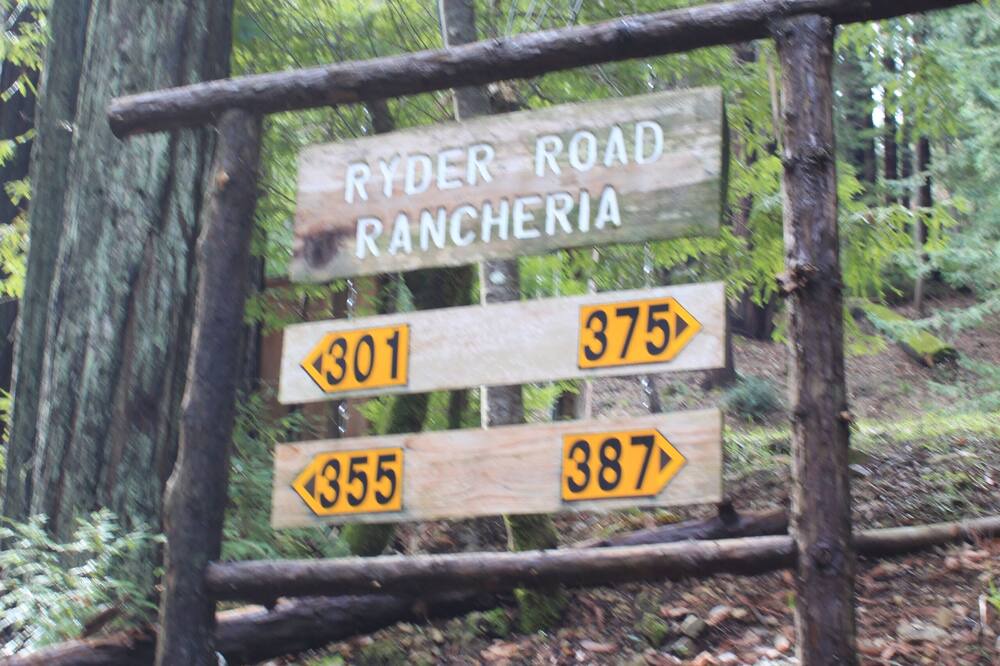 RYDER ROAD
RANCHERIA
301 375
355 387